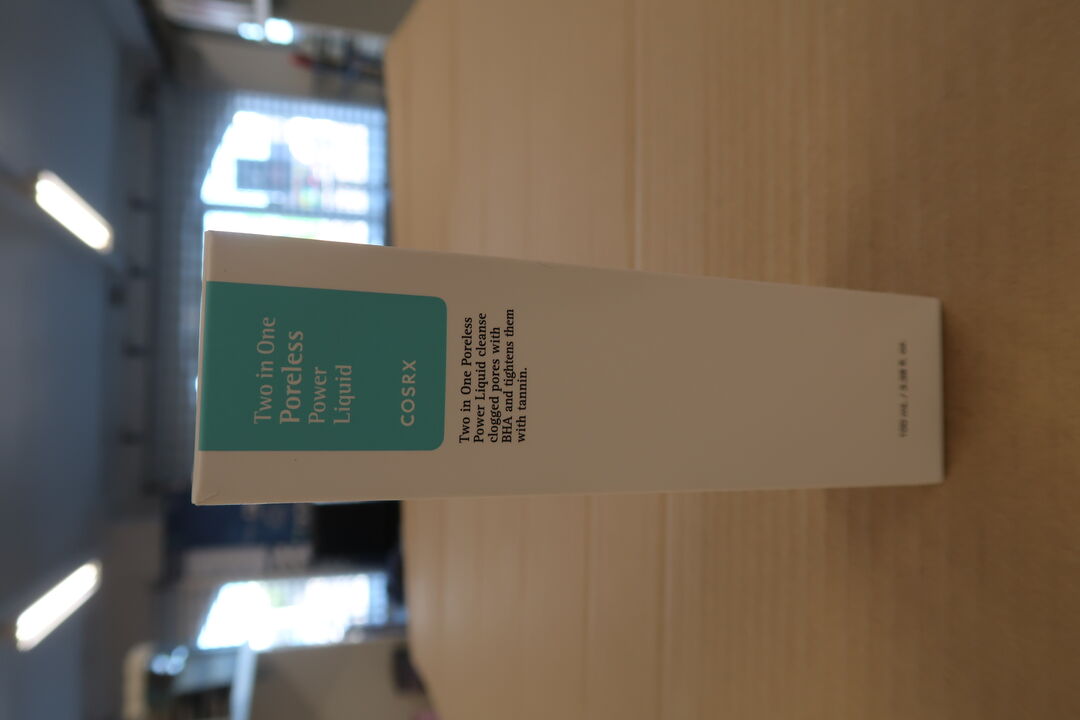 Two in One
Poreless
Power
Liquid
COSRX
Two in One Poreless
Power Liquid cleanse
clogged pores with
BHA and tightens them
with tannin.
100 ml / 3.38 fl. oz.